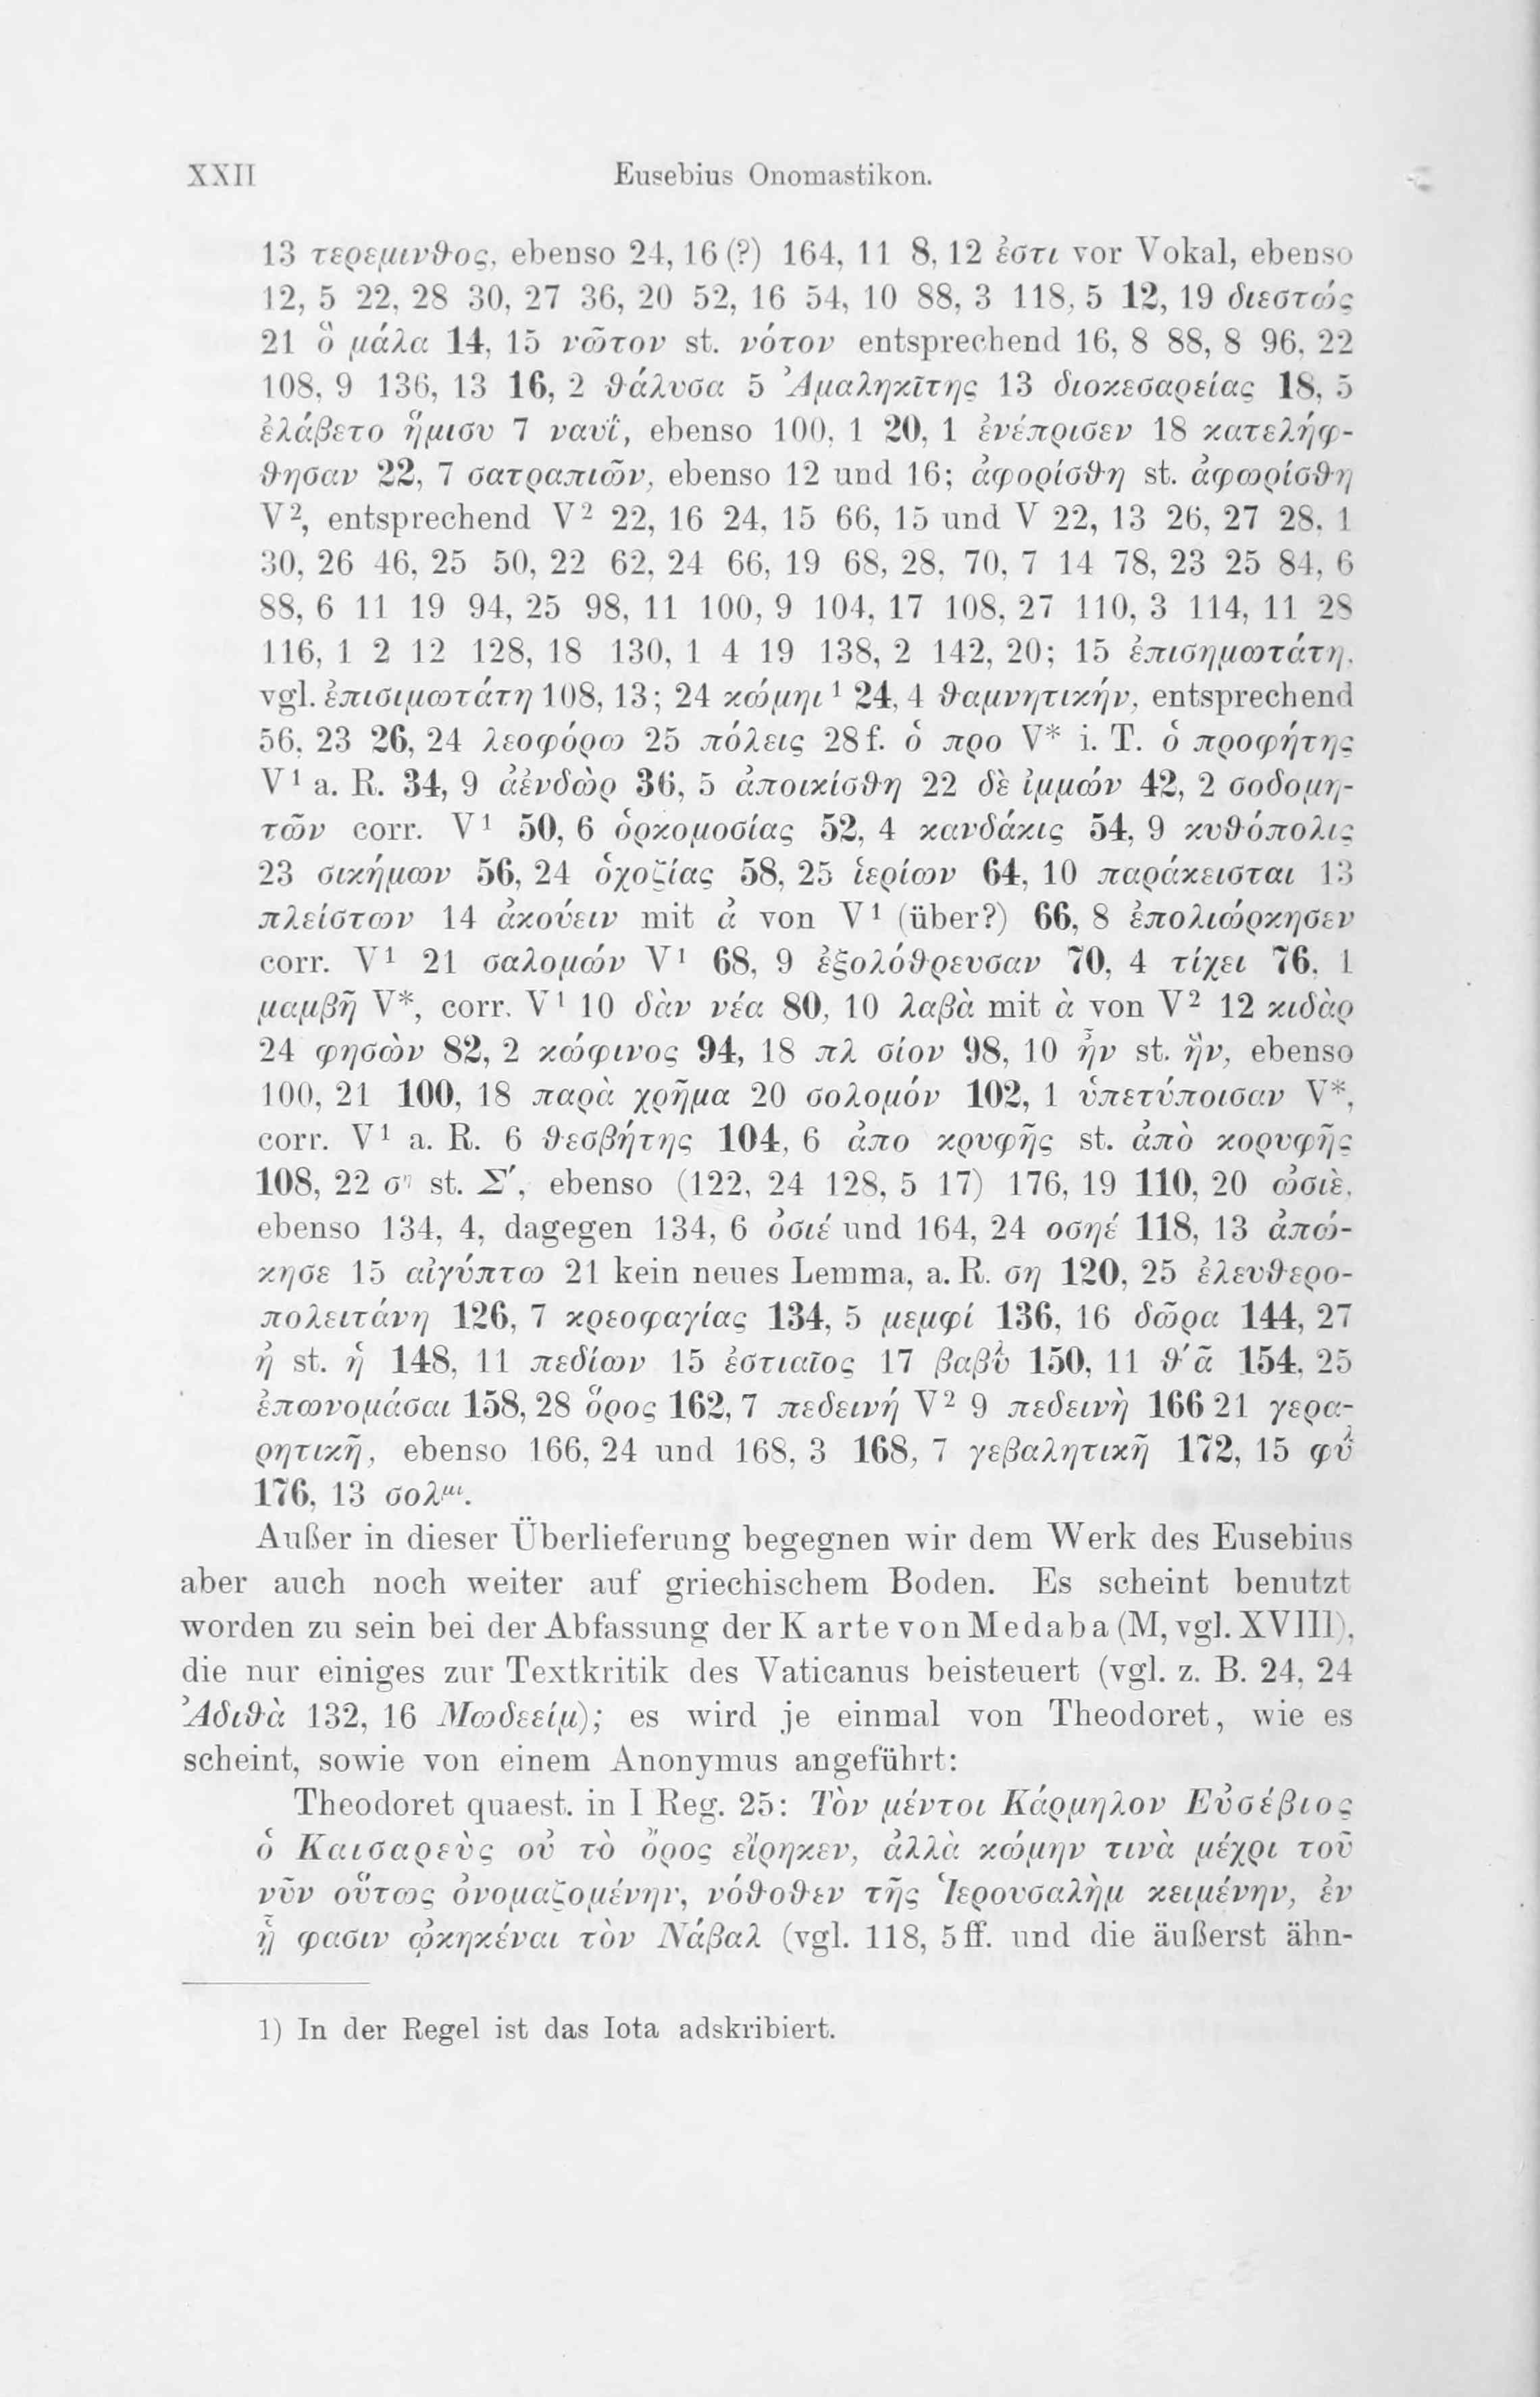 XXII Eusebius Onomastikon.
13 τερεμινθος, ebenso 24, 16 (?) 164, 11 8, 12 ἐστι vor Vokal, ebenso
12, 5 22, 28 30, 27 36, 20 52, 16 54, 10 88, 3 118, 5 12, 19 διεστώς
21 ὃ μάλα 14, 15 νῶτον st. νότον entsprechend 16, 8 88, 8 96, 22
108, 9 136, 13 16, 2 θάλυσα 5 Ἀμαληκῖτης 13 διοκεσαρείας 18, 5
ἐλάβετο ἥμισυ 7 ναυΐ, ebenso 100, 1 20, 1 ἐνέπρισεν 18 κατελήφ-
θησαν 22, 7 σατραπιῶν, ebenso 12 und 16; ἀφορίσθη st. ἀφωρίσθη
V², entsprechend V² 22, 16 24, 15 66, 15 und V 22, 13 26, 27 28, 1
30, 26 46, 25 50, 22 62, 24 66, 19 68, 28, 70, 7 14 78, 23 25 84, 6
88, 6 11 19 94, 25 98, 11 100, 9 104, 17 108, 27 110, 3 114, 11 28
116, 1 2 12 128, 18 130, 1 4 19 138, 2 142, 20; 15 ἐπισημωτάτη,
vgl. ἐπισιμωτάτη 108, 13; 24 κώμηι ¹ 24, 4 θαμνητικήν, entsprechend
56, 23 26, 24 λεοφόρω 25 πόλεις 28 f. ὁ προ V* i. T. ὁ προφήτης
V¹ a. R. 34, 9 ἀένδὼρ 36, 5 ἀποικίσθη 22 δὲ ἰμμών 42, 2 σοδομη-
τῶν corr. V¹ 50, 6 ὁρκομοσίας 52, 4 κανδάκις 54, 9 κυθόπολις
23 σικήμων 56, 24 ὀχοζίας 58, 25 ἱερίων 64, 10 παράκεισται 13
πλείστων 14 ἀκούειν mit ἀ von V¹ (über?) 66, 8 ἐπολιώρκησεν
corr. V¹ 21 σαλομών V¹ 68, 9 ἐξολόθρευσαν 70, 4 τίχει 76, 1
μαμβῆ V*, corr. V¹ 10 δὰν νέα 80, 10 λαβὰ mit ὰ von V² 12 κιδὰρ
24 φησὼν 82, 2 κώφινος 94, 18 πλ σίον 98, 10 ἦν st. ἣν, ebenso
100, 21 100, 18 παρὰ χρῆμα 20 σολομόν 102, 1 ὑπετύποισαν V*,
corr. V¹ a. R. 6 θεσβήτης 104, 6 ἀπο κρυφῆς st. ἀπὸ κορυφῆς
108, 22 σⁿ st. Σ′, ebenso (122, 24 128, 5 17) 176, 19 110, 20 ὠσιὲ,
ebenso 134, 4, dagegen 134, 6 ὀσιέ und 164, 24 οσηέ 118, 13 ἀπώ-
κησε 15 αἰγύπτω 21 kein neues Lemma, a. R. ση 120, 25 ἐλευθερο-
πολειτάνη 126, 7 κρεοφαγίας 134, 5 μεμφί 136, 16 δῶρα 144, 27
ἢ st. ἡ 148, 11 πεδίων 15 ἑστιαῖος 17 150, 11 154, 25
ἐπωνομάσαι 158, 28 ὅρος 162, 7 πεδεινή V² 9 πεδεινὴ 166 21 γερα-
ρητικῆ, ebenso 166, 24 und 168, 3 168, 7 γεβαλητικῆ 172, 15
176, 13
Außer in dieser Überlieferung begegnen wir dem Werk des Eusebius
aber auch noch weiter auf griechischem Boden. Es scheint benutzt
worden zu sein bei der Abfassung der Karte von Medaba (M, vgl. XVIII),
die nur einiges zur Textkritik des Vaticanus beisteuert (vgl. z. B. 24, 24
Ἀδιθὰ 132, 16 Μωδεείμ); es wird je einmal von Theodoret, wie es
scheint, sowie von einem Anonymus angeführt:
Theodoret quaest. in I Reg. 25: Τὸν μέντοι Κάρμηλον Εὐσέβιος
ὁ Καισαρεὺς οὐ τὸ ὄρος εἴρηκεν, ἀλλὰ κώμην τινὰ μέχρι τοῦ
νῦν οὕτως ὀνομαζομένην, νόθοθεν τῆς Ἱερουσαλὴμ κειμένην, ἐν
ᾗ φασιν ᾠκηκέναι τὸν Νάβαλ (vgl. 118, 5 ff. und die äußerst ähn-
1) In der Regel ist das Iota adskribiert.